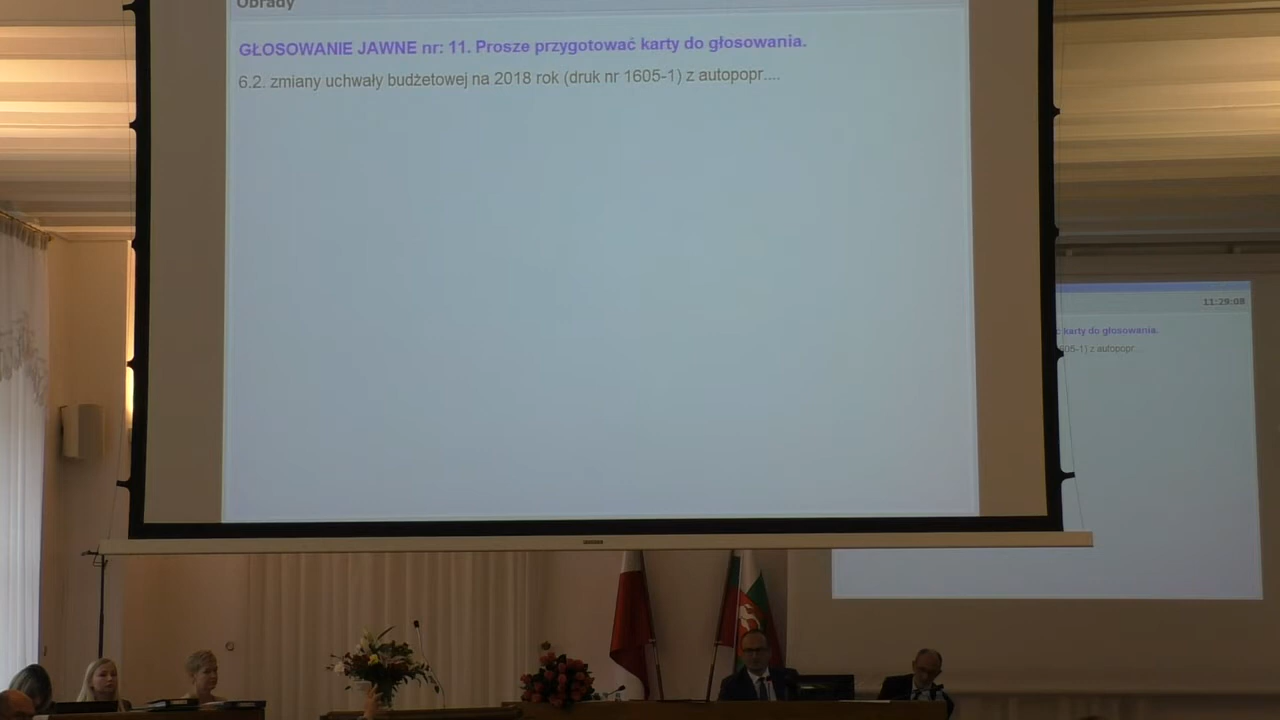 Obrady
GŁOSOWANIE JAWNE nr: 11. Prosze przygotować karty do głosowania.
6.2. zmiany uchwały budżetowej na 2018 rok (druk nr 1605-1) z autopopr....
11:29:08
ć karty do głosowania.
605-1) z autopopr...